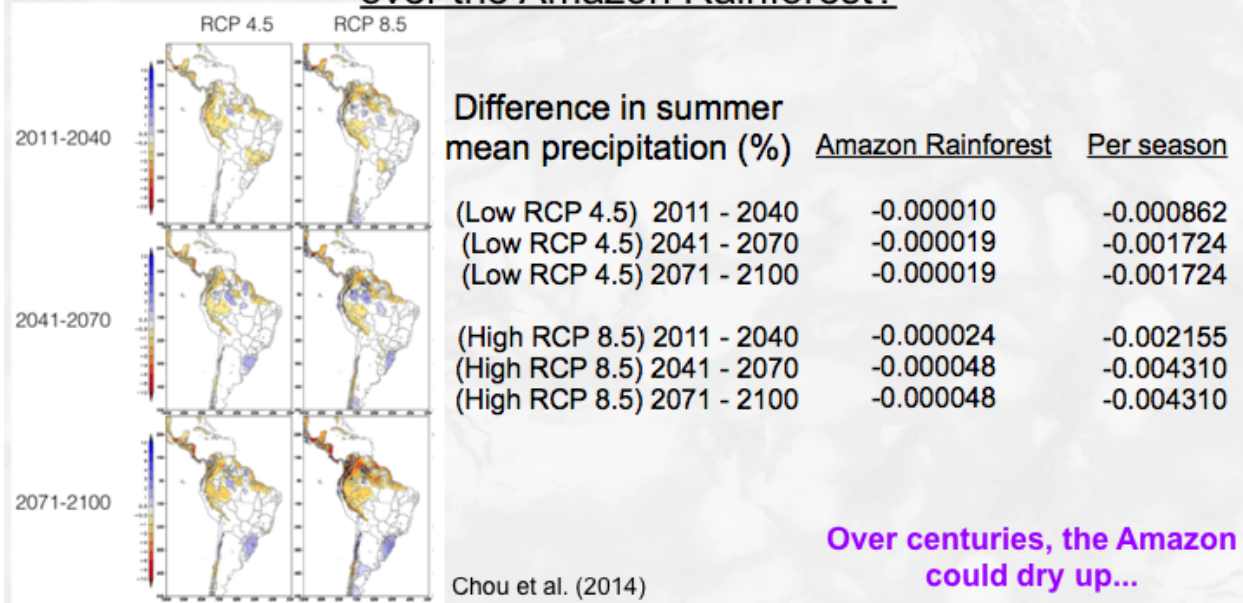 over the Amazon Rainforest?
RCP 4.5 RCP 8.5
2011-2040
2041-2070
2071-2100
Difference in summer
mean precipitation (%) Amazon Rainforest Per season
(Low RCP 4.5) 2011 - 2040 -0.000010 -0.000862
(Low RCP 4.5) 2041 - 2070 -0.000019 -0.001724
(Low RCP 4.5) 2071 - 2100 -0.000019 -0.001724
(High RCP 8.5) 2011 - 2040 -0.000024 -0.002155
(High RCP 8.5) 2041 - 2070 -0.000048 -0.004310
(High RCP 8.5) 2071 - 2100 -0.000048 -0.004310
Over centuries, the Amazon
could dry up...
Chou et al. (2014)